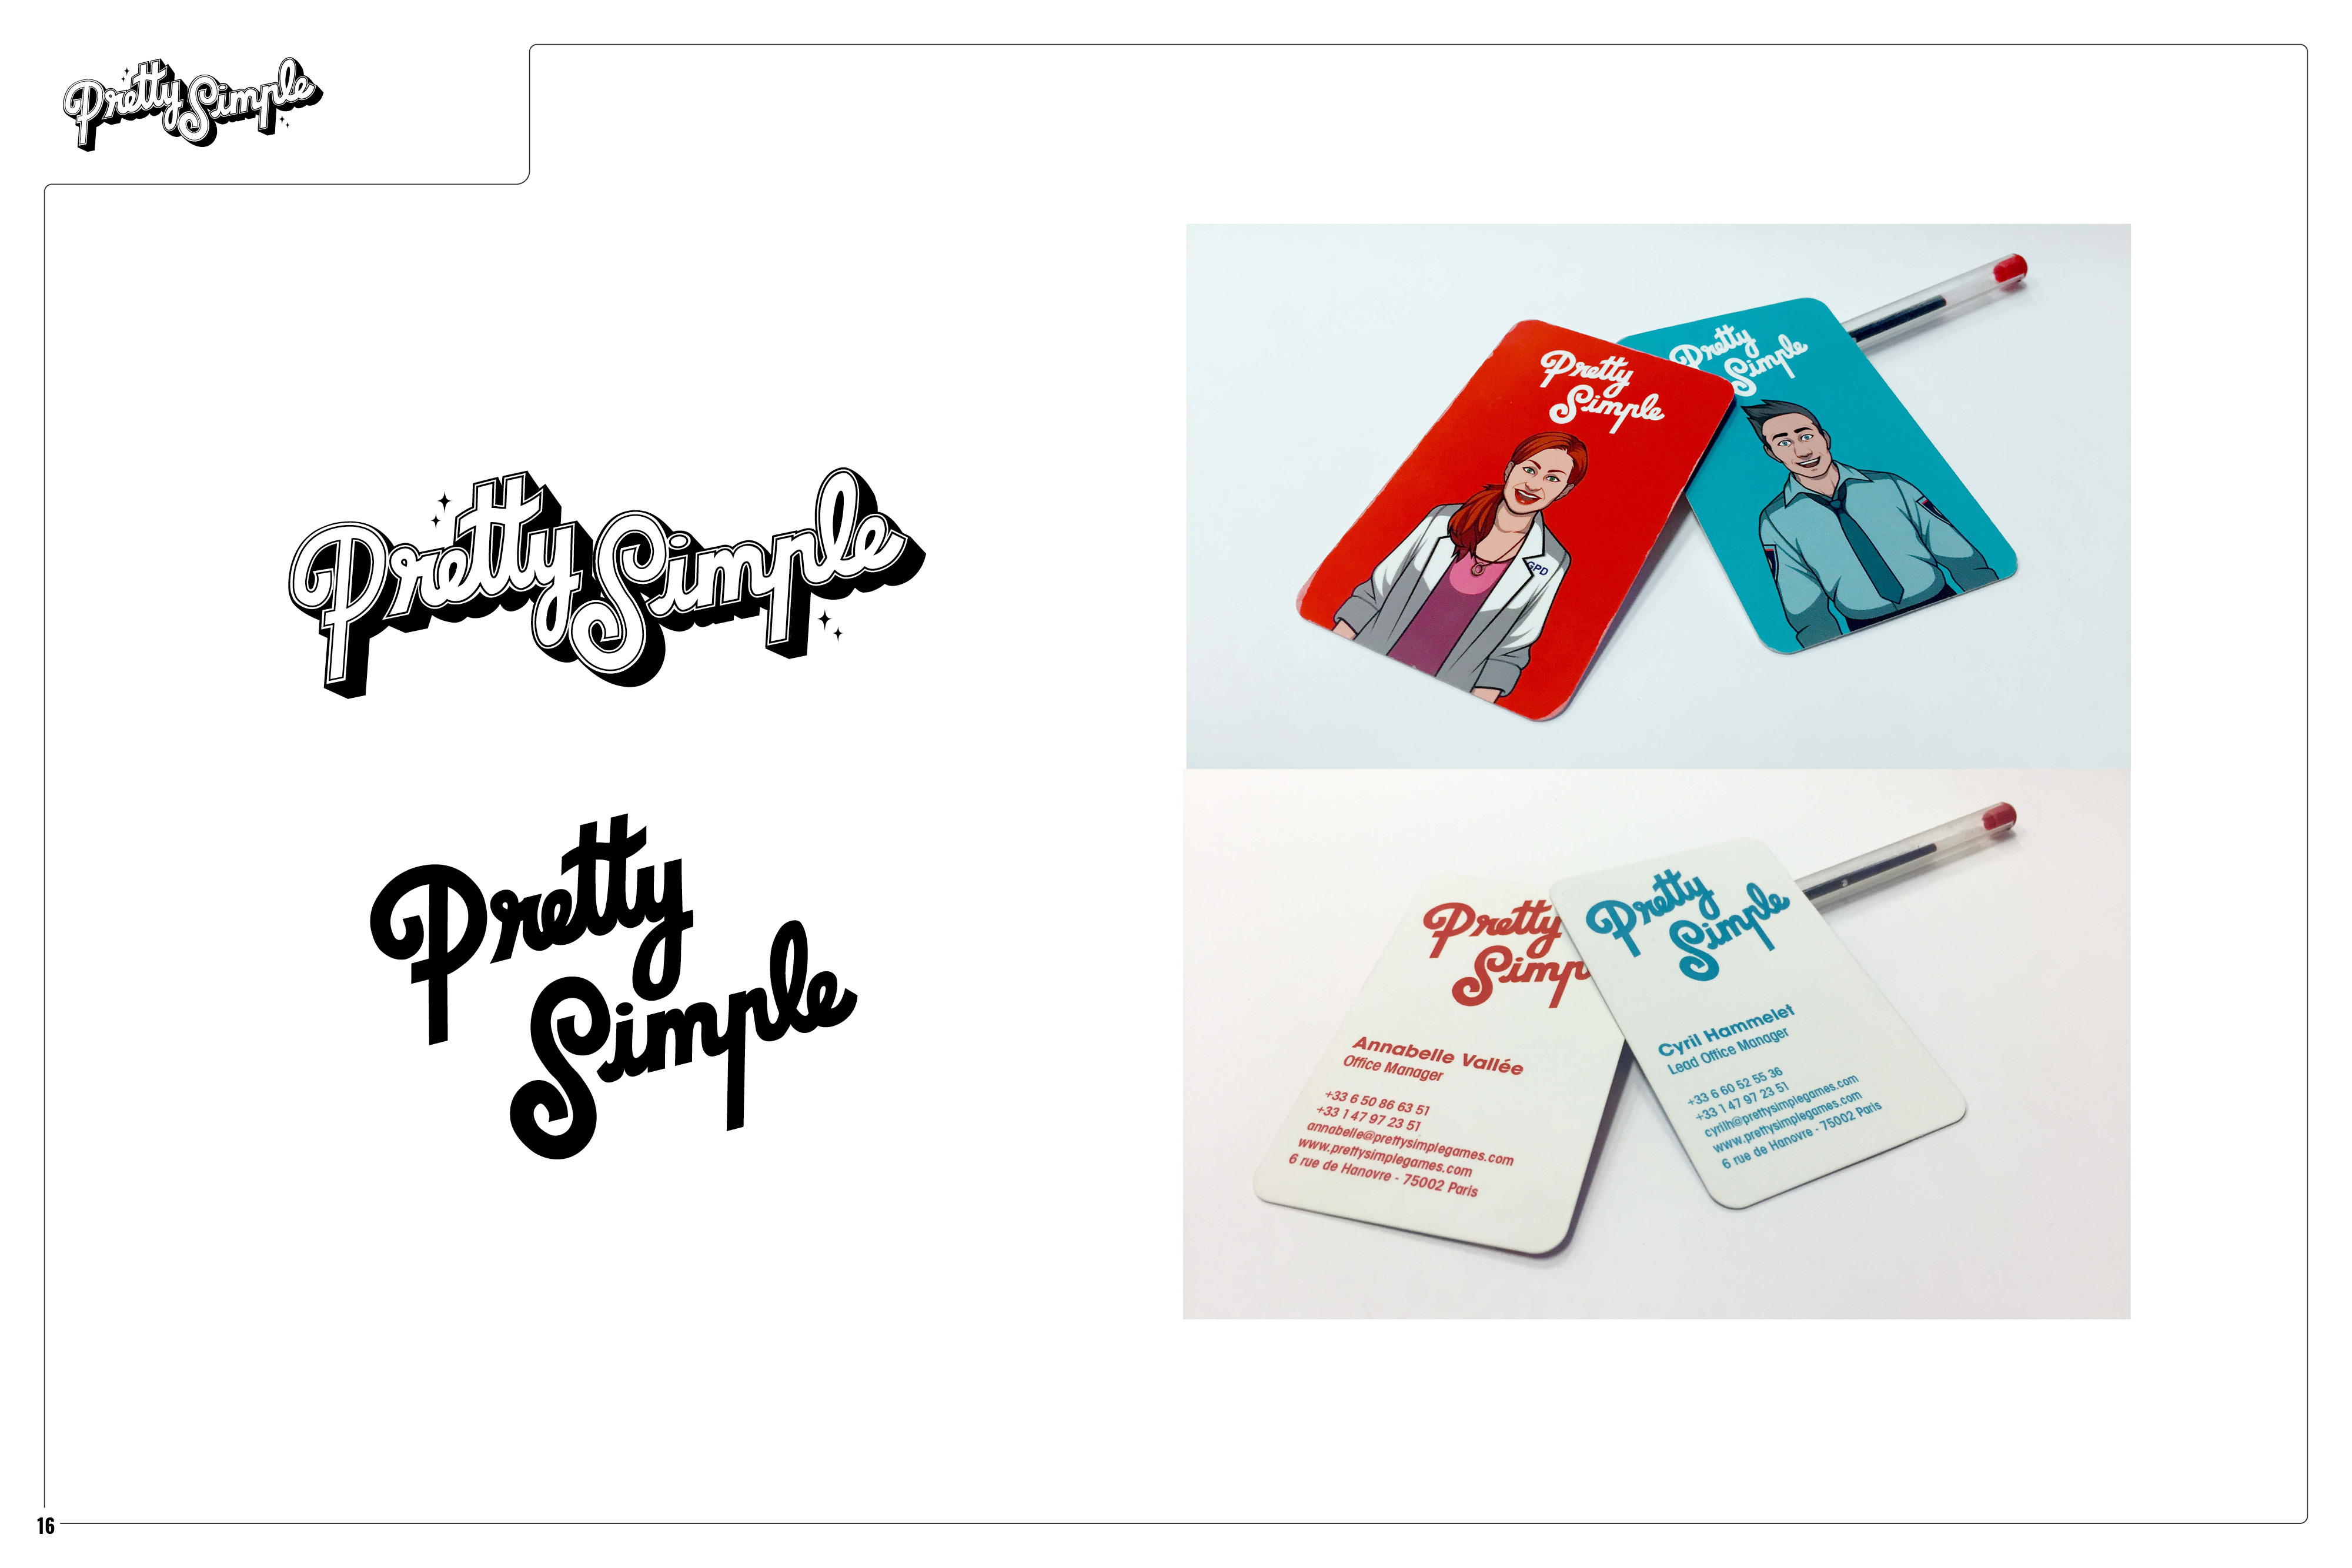 Pretty Simple
Pretty Simple
Pretty
Simple
Pretty
Simple
Pretty
Simple
GPD
Pretty
Simp
Annabelle Vallée
Office Manager
+33 6 50 86 63 51
+33 1 47 97 23 51
annabelle@prettysimplegames.com
www.prettysimplegames.com
6 rue de Hanovre - 75002 Paris
Pretty
Simple
Cyril Hammelet
Lead Office Manager
+33 6 60 52 55 36
+33 1 47 97 23 51
cyrilh@prettysimplegames.com
www.prettysimplegames.com
6 rue de Hanovre - 75002 Paris
16